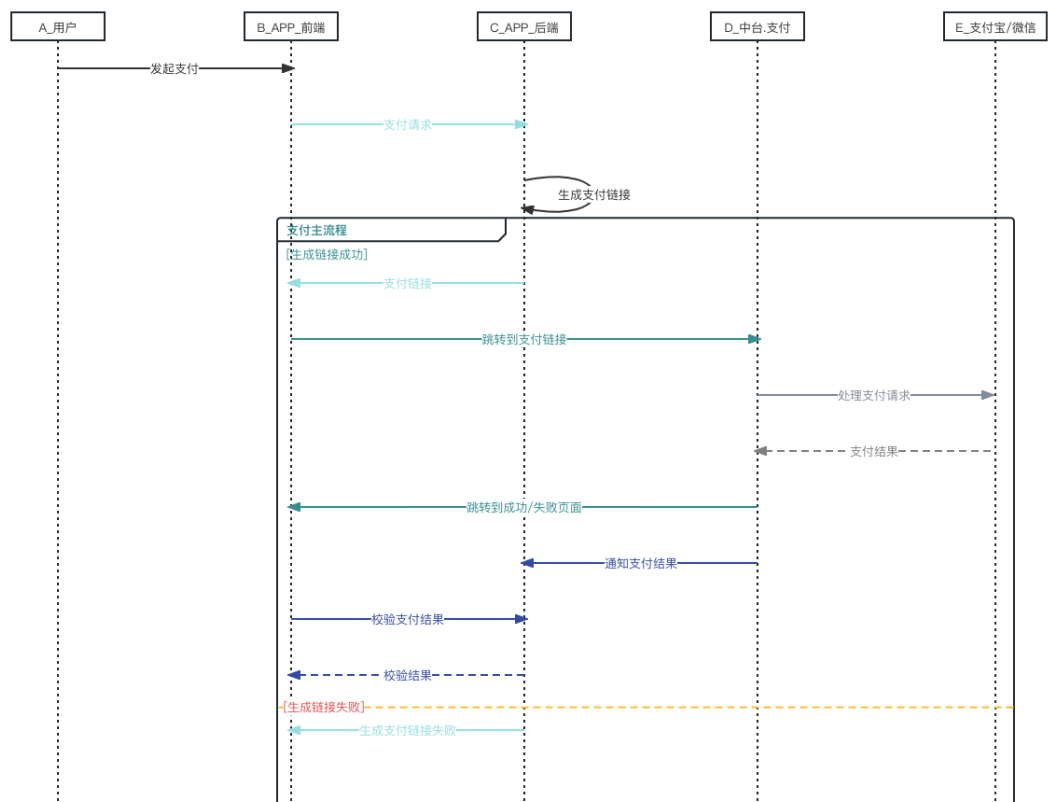 A_用户
B_APP_前端
C_APP_后端
D_中台.支付
E_支付宝/微信
发起支付
支付请求
生成支付链接
支付主流程
[生成链接成功]
支付链接
跳转到支付链接
处理支付请求
支付结果
跳转到成功/失败页面
通知支付结果
校验支付结果
校验结果
[生成链接失败]
生成支付链接失败